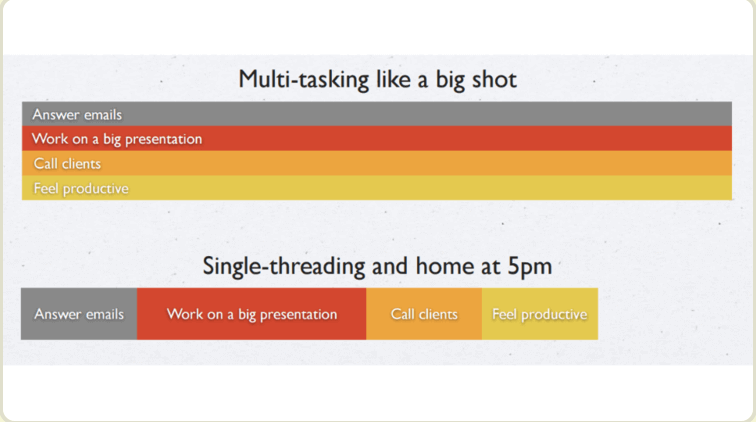 Multi-tasking like a big shot
Answer emails
Work on a big presentation
Call clients
Feel productive
Single-threading and home at 5pm
Answer emails Work on a big presentation Call clients Feel productive